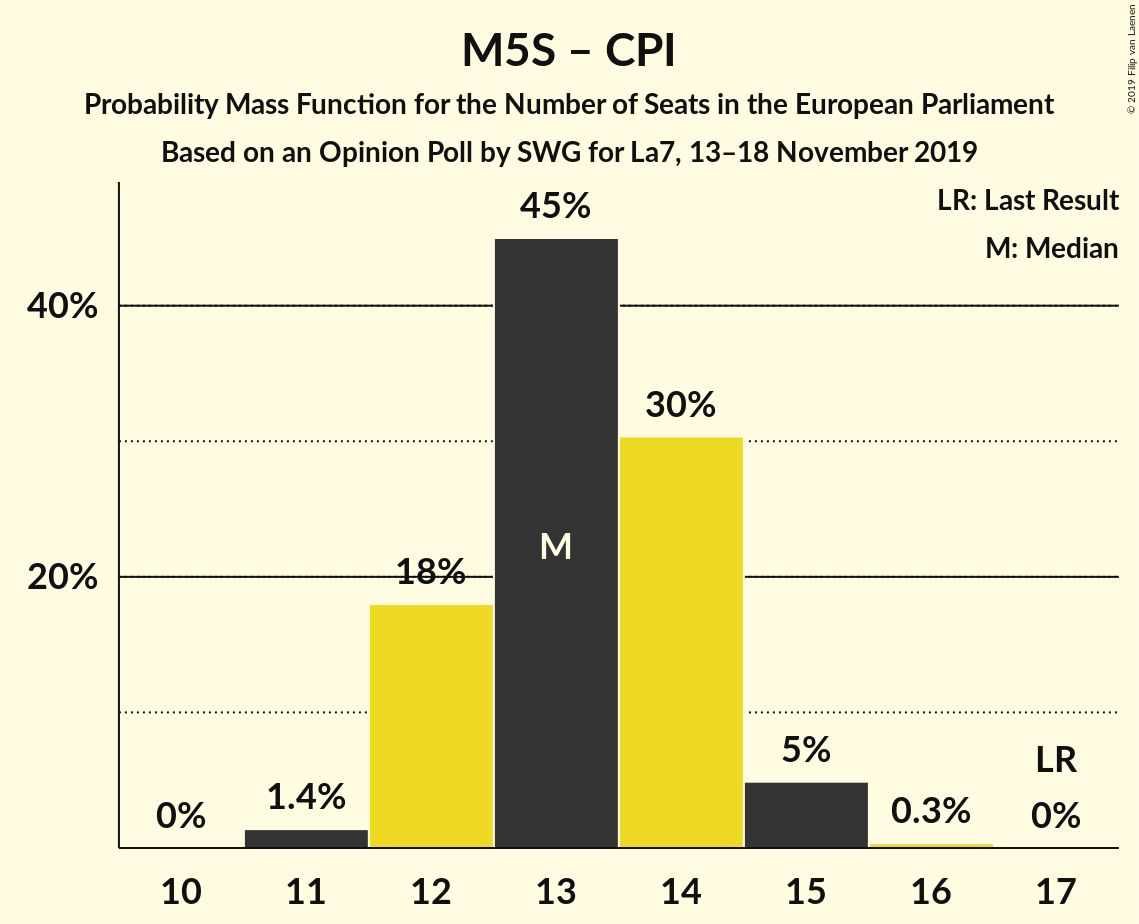 M5S – CPI
Probability Mass Function for the Number of Seats in the European Parliament
Based on an Opinion Poll by SWG for La7, 13–18 November 2019
© 2019 Filip van Laenen
LR: Last Result
M: Median
45%
40%
30%
M
18%
20%
5%
LR
1.4%
0.3%
0%
0%
10 11 12 13 14 15 16 17